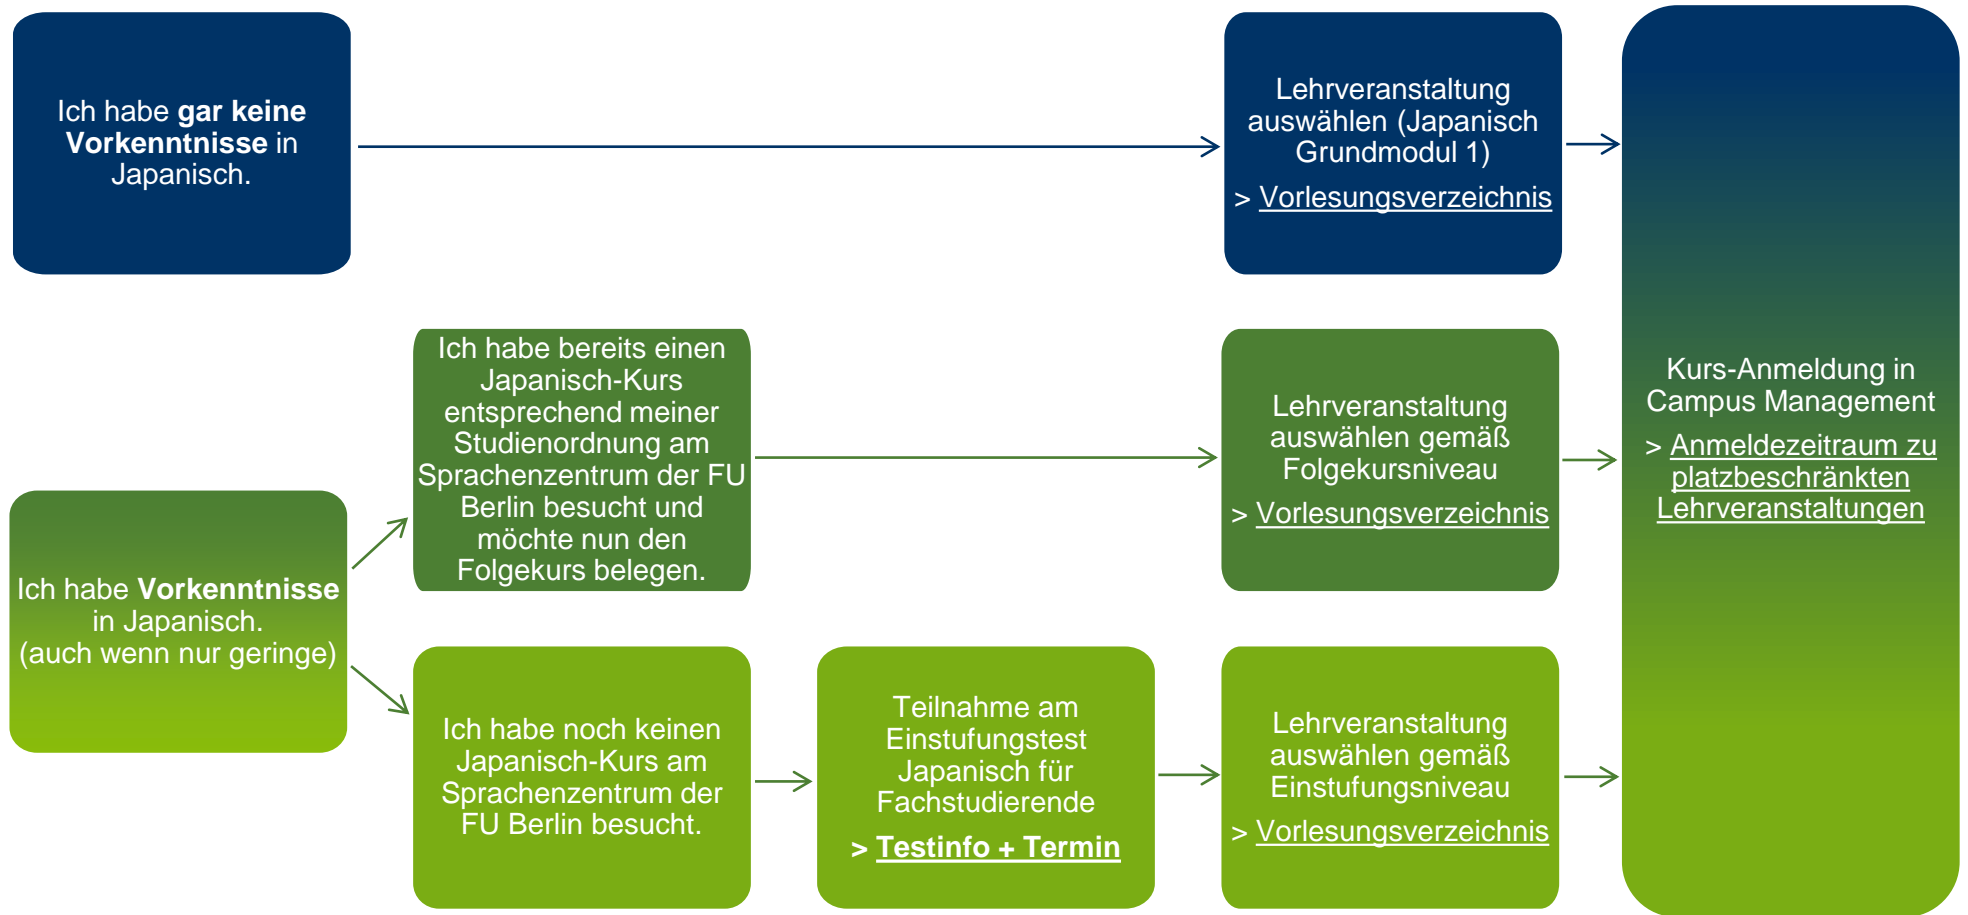 Ich habe gar keine
Vorkenntnisse in
Japanisch.
Lehrveranstaltung
auswählen (Japanisch
Grundmodul 1)
> Vorlesungsverzeichnis
Ich habe Vorkenntnisse
in Japanisch.
(auch wenn nur geringe)
Ich habe bereits einen
Japanisch-Kurs
entsprechend meiner
Studienordnung am
Sprachenzentrum der FU
Berlin besucht und
möchte nun den
Folgekurs belegen.
Lehrveranstaltung
auswählen gemäß
Folgekursniveau
> Vorlesungsverzeichnis
Ich habe noch keinen
Japanisch-Kurs am
Sprachenzentrum der
FU Berlin besucht.
Teilnahme am
Einstufungstest
Japanisch für
Fachstudierende
> Testinfo + Termin
Lehrveranstaltung
auswählen gemäß
Einstufungsniveau
> Vorlesungsverzeichnis
Kurs-Anmeldung in
Campus Management
> Anmeldezeitraum zu
platzbeschränkten
Lehrveranstaltungen